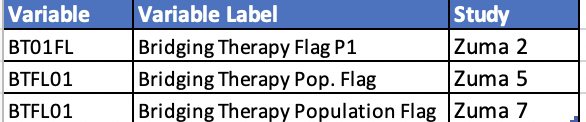 Variable Variable Label Study
BT01FL Bridging Therapy Flag P1 Zuma 2
BTFL01 Bridging Therapy Pop. Flag Zuma 5
BTFL01 Bridging Therapy Population Flag Zuma 7